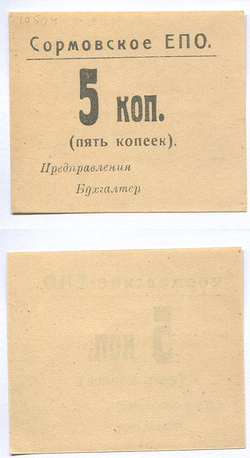 Сормовское ЕПО.
5 коп.
(пять копеек).
Предправления
Бухгалтер